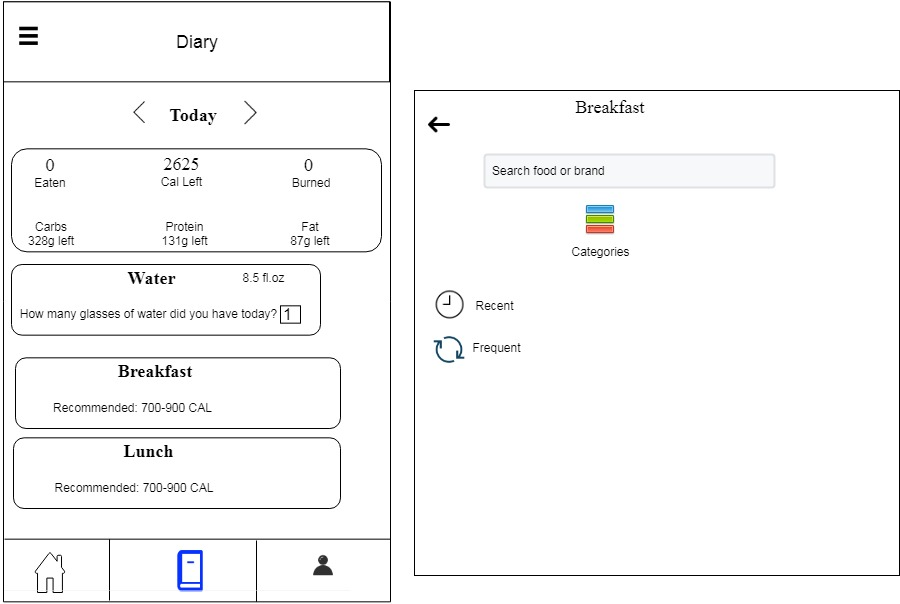 Diary
Today
0 2625 0
Eaten Cal Left Burned
Carbs Protein Fat
328g left 131g left 87g left
Water 8.5 fl.oz
How many glasses of water did you have today? 1
Breakfast
Recommended: 700-900 CAL
Lunch
Recommended: 700-900 CAL
Breakfast
Search food or brand
Categories
Recent
Frequent